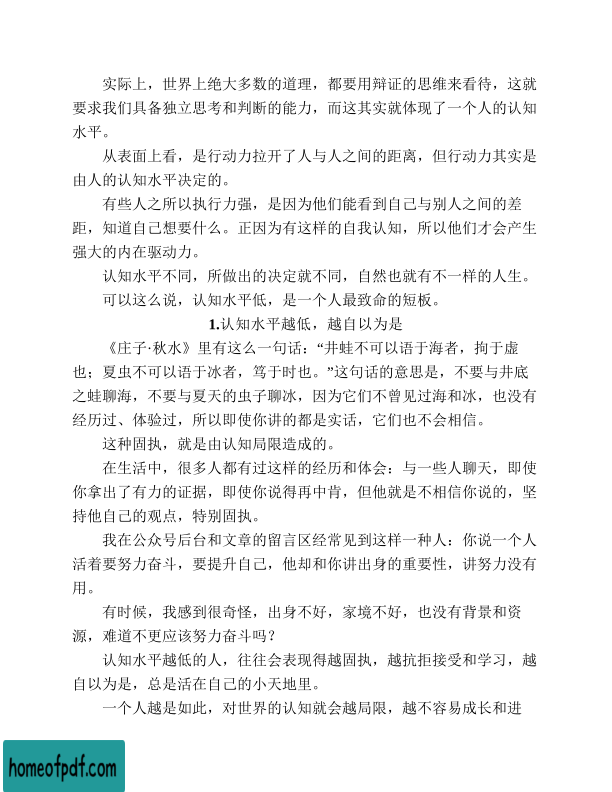 实际上，世界上绝大多数的道理，都要用辩证的思维来看待，这就
要求我们具备独立思考和判断的能力，而这其实就体现了一个人的认知
水平。
从表面上看，是行动力拉开了人与人之间的距离，但行动力其实是
由人的认知水平决定的。
有些人之所以执行力强，是因为他们能看到自己与别人之间的差
距，知道自己想要什么。正因为有这样的自我认知，所以他们才会产生
强大的内在驱动力。
认知水平不同，所做出的决定就不同，自然也就有不一样的人生。
可以这么说，认知水平低，是一个人最致命的短板。
1.认知水平越低，越自以为是
《庄子·秋水》里有这么一句话：“井蛙不可以语于海者，拘于虚
也；夏虫不可以语于冰者，笃于时也。”这句话的意思是，不要与井底
之蛙聊海，不要与夏天的虫子聊冰，因为它们不曾见过海和冰，也没有
经历过、体验过，所以即使你讲的都是实话，它们也不会相信。
这种固执，就是由认知局限造成的。
在生活中，很多人都有过这样的经历和体会：与一些人聊天，即使
你拿出了有力的证据，即使你说得再中肯，但他就是不相信你说的，坚
持他自己的观点，特别固执。
我在公众号后台和文章的留言区经常见到这样一种人：你说一个人
活着要努力奋斗，要提升自己，他却和你讲出身的重要性，讲努力没有
用。
有时候，我感到很奇怪，出身不好，家境不好，也没有背景和资
源，难道不更应该努力奋斗吗？
认知水平越低的人，往往会表现得越固执，越抗拒接受和学习，越
自以为是，总是活在自己的小天地里。
一个人越是如此，对世界的认知就会越局限，越不容易成长和进
homeofpdf.com